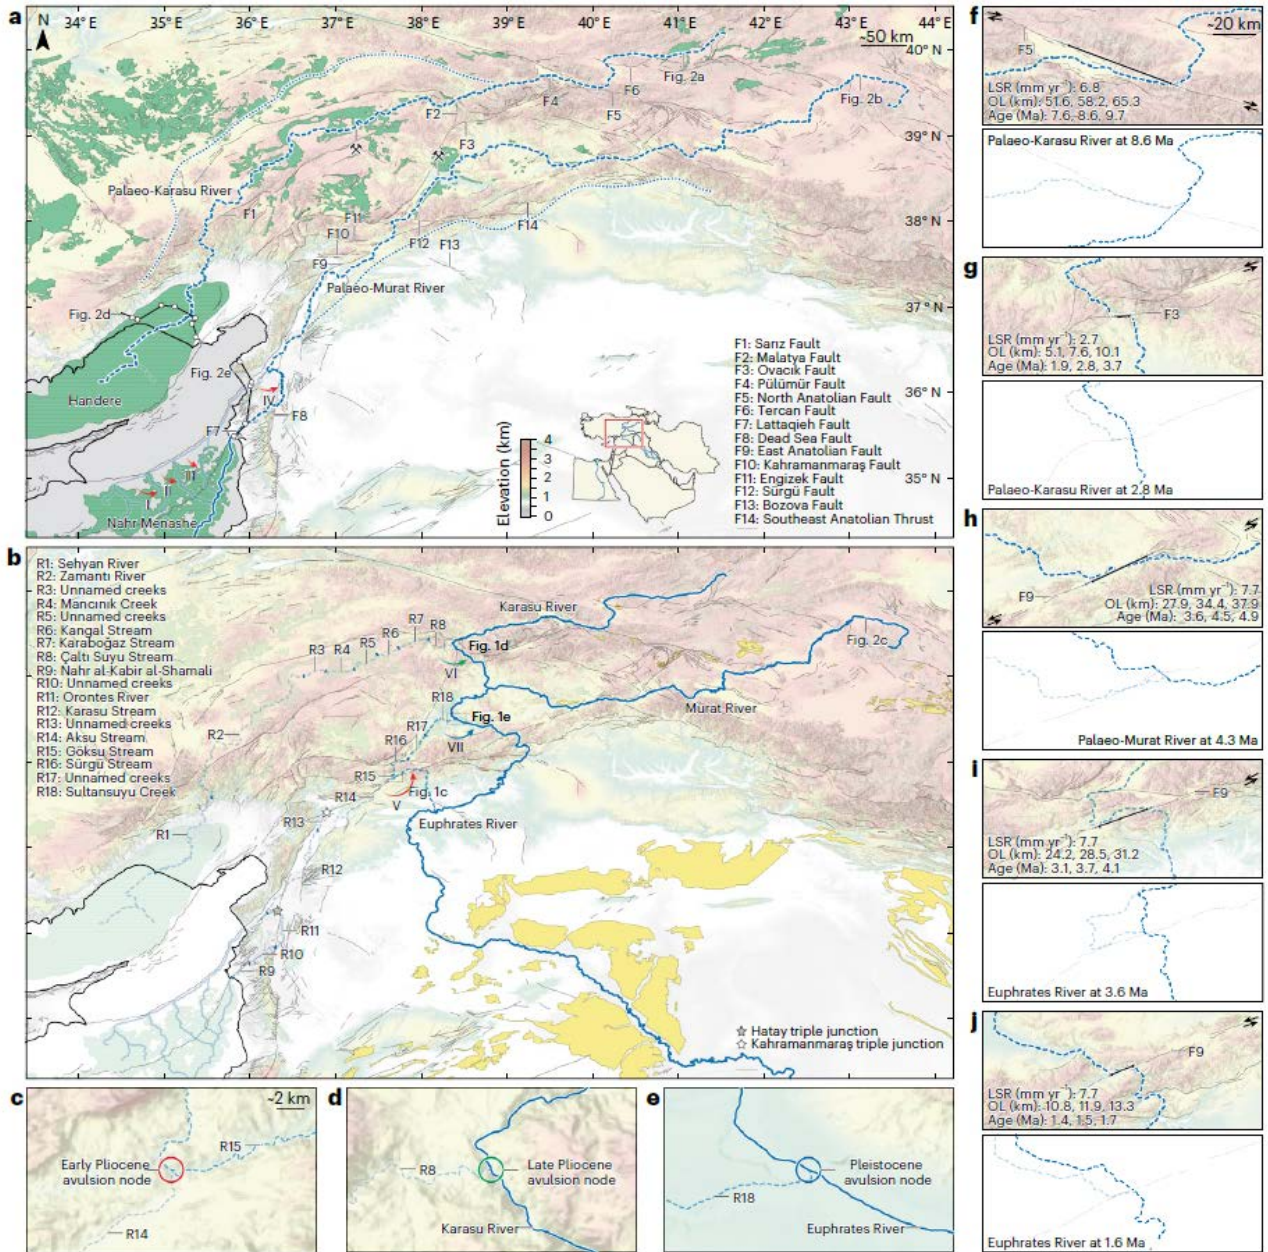 a
N
34° E
35° E
36° E
37° E
38° E
39° E
40° E
41° E
42° E
43° E
44° E
~50 km
40° N
39° N
38° N
37° N
36° N
35° N
Fig. 2a
Fig. 2b
F6
F4
F5
F2
F3
Palaeo-Karasu River
F1
F11
F10
F9
F12
F13
F14
Palaeo-Murat River
Fig. 2d
Fig. 2e
Handere
IV
F8
F7
III
II
I
Nahr Menashe
Elevation (km)
4
3
2
1
0
F1: Sarız Fault
F2: Malatya Fault
F3: Ovacık Fault
F4: Pülümür Fault
F5: North Anatolian Fault
F6: Tercan Fault
F7: Lattaqieh Fault
F8: Dead Sea Fault
F9: East Anatolian Fault
F10: Kahramanmaraş Fault
F11: Engizek Fault
F12: Sürgü Fault
F13: Bozova Fault
F14: Southeast Anatolian Thrust
b
R1: Sehyan River
R2: Zamantı River
R3: Unnamed creeks
R4: Mancınık Creek
R5: Unnamed creeks
R6: Kangal Stream
R7: Karaboğaz Stream
R8: Çaltı Suyu Stream
R9: Nahr al-Kabir al-Shamali
R10: Unnamed creeks
R11: Orontes River
R12: Karasu Stream
R13: Unnamed creeks
R14: Aksu Stream
R15: Göksu Stream
R16: Sürgü Stream
R17: Unnamed creeks
R18: Sultansuyu Creek
Karasu River
R3
R4
R5
R6
R7
R8
Fig. 1d
VI
Fig. 2c
R18
Murat River
Fig. 1e
R17
VII
R2
R16
R15
Fig. 1c
R14
V
R13
Euphrates River
R1
R12
R11
R10
R9
Hatay triple junction
Kahramanmaraş triple junction
c
~2 km
Early Pliocene
avulsion node
R15
R14
d
R8
Late Pliocene
avulsion node
Karasu River
e
Pleistocene
avulsion node
R18
Euphrates River
f
~20 km
F5
LSR (mm yr⁻¹): 6.8
OL (km): 51.6, 58.2, 65.3
Age (Ma): 7.6, 8.6, 9.7
Palaeo-Karasu River at 8.6 Ma
g
F3
LSR (mm yr⁻¹): 2.7
OL (km): 5.1, 7.6, 10.1
Age (Ma): 1.9, 2.8, 3.7
Palaeo-Karasu River at 2.8 Ma
h
F9
LSR (mm yr⁻¹): 7.7
OL (km): 27.9, 34.4, 37.9
Age (Ma): 3.6, 4.5, 4.9
Palaeo-Murat River at 4.3 Ma
i
F9
LSR (mm yr⁻¹): 7.7
OL (km): 24.2, 28.5, 31.2
Age (Ma): 3.1, 3.7, 4.1
Euphrates River at 3.6 Ma
j
F9
LSR (mm yr⁻¹): 7.7
OL (km): 10.8, 11.9, 13.3
Age (Ma): 1.4, 1.5, 1.7
Euphrates River at 1.6 Ma